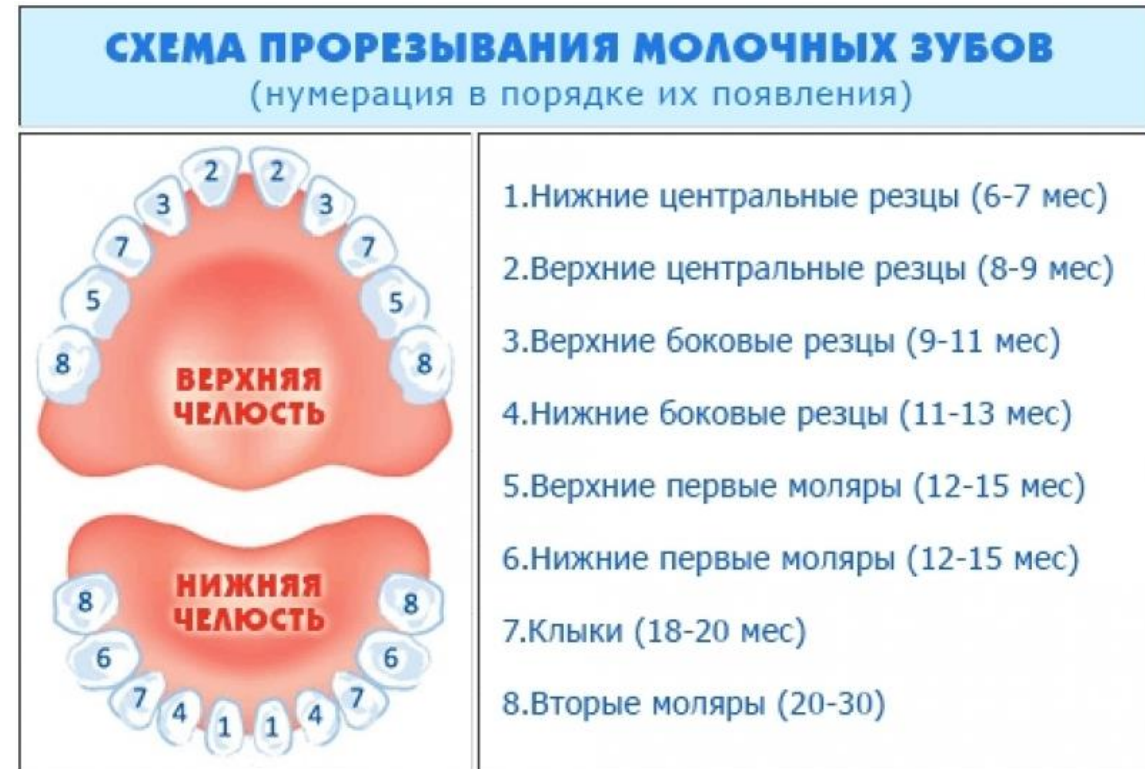 СХЕМА ПРОРЕЗЫВАНИЯ МОЛОЧНЫХ ЗУБОВ
(нумерация в порядке их появления)
2 2
3 3
7 7
5 5
8 8
ВЕРХНЯЯ
ЧЕЛЮСТЬ
НИЖНЯЯ
ЧЕЛЮСТЬ
8 8
6 6
7 7
4 4
1 1
1.Нижние центральные резцы (6-7 мес)
2.Верхние центральные резцы (8-9 мес)
3.Верхние боковые резцы (9-11 мес)
4.Нижние боковые резцы (11-13 мес)
5.Верхние первые моляры (12-15 мес)
6.Нижние первые моляры (12-15 мес)
7.Клыки (18-20 мес)
8.Вторые моляры (20-30)